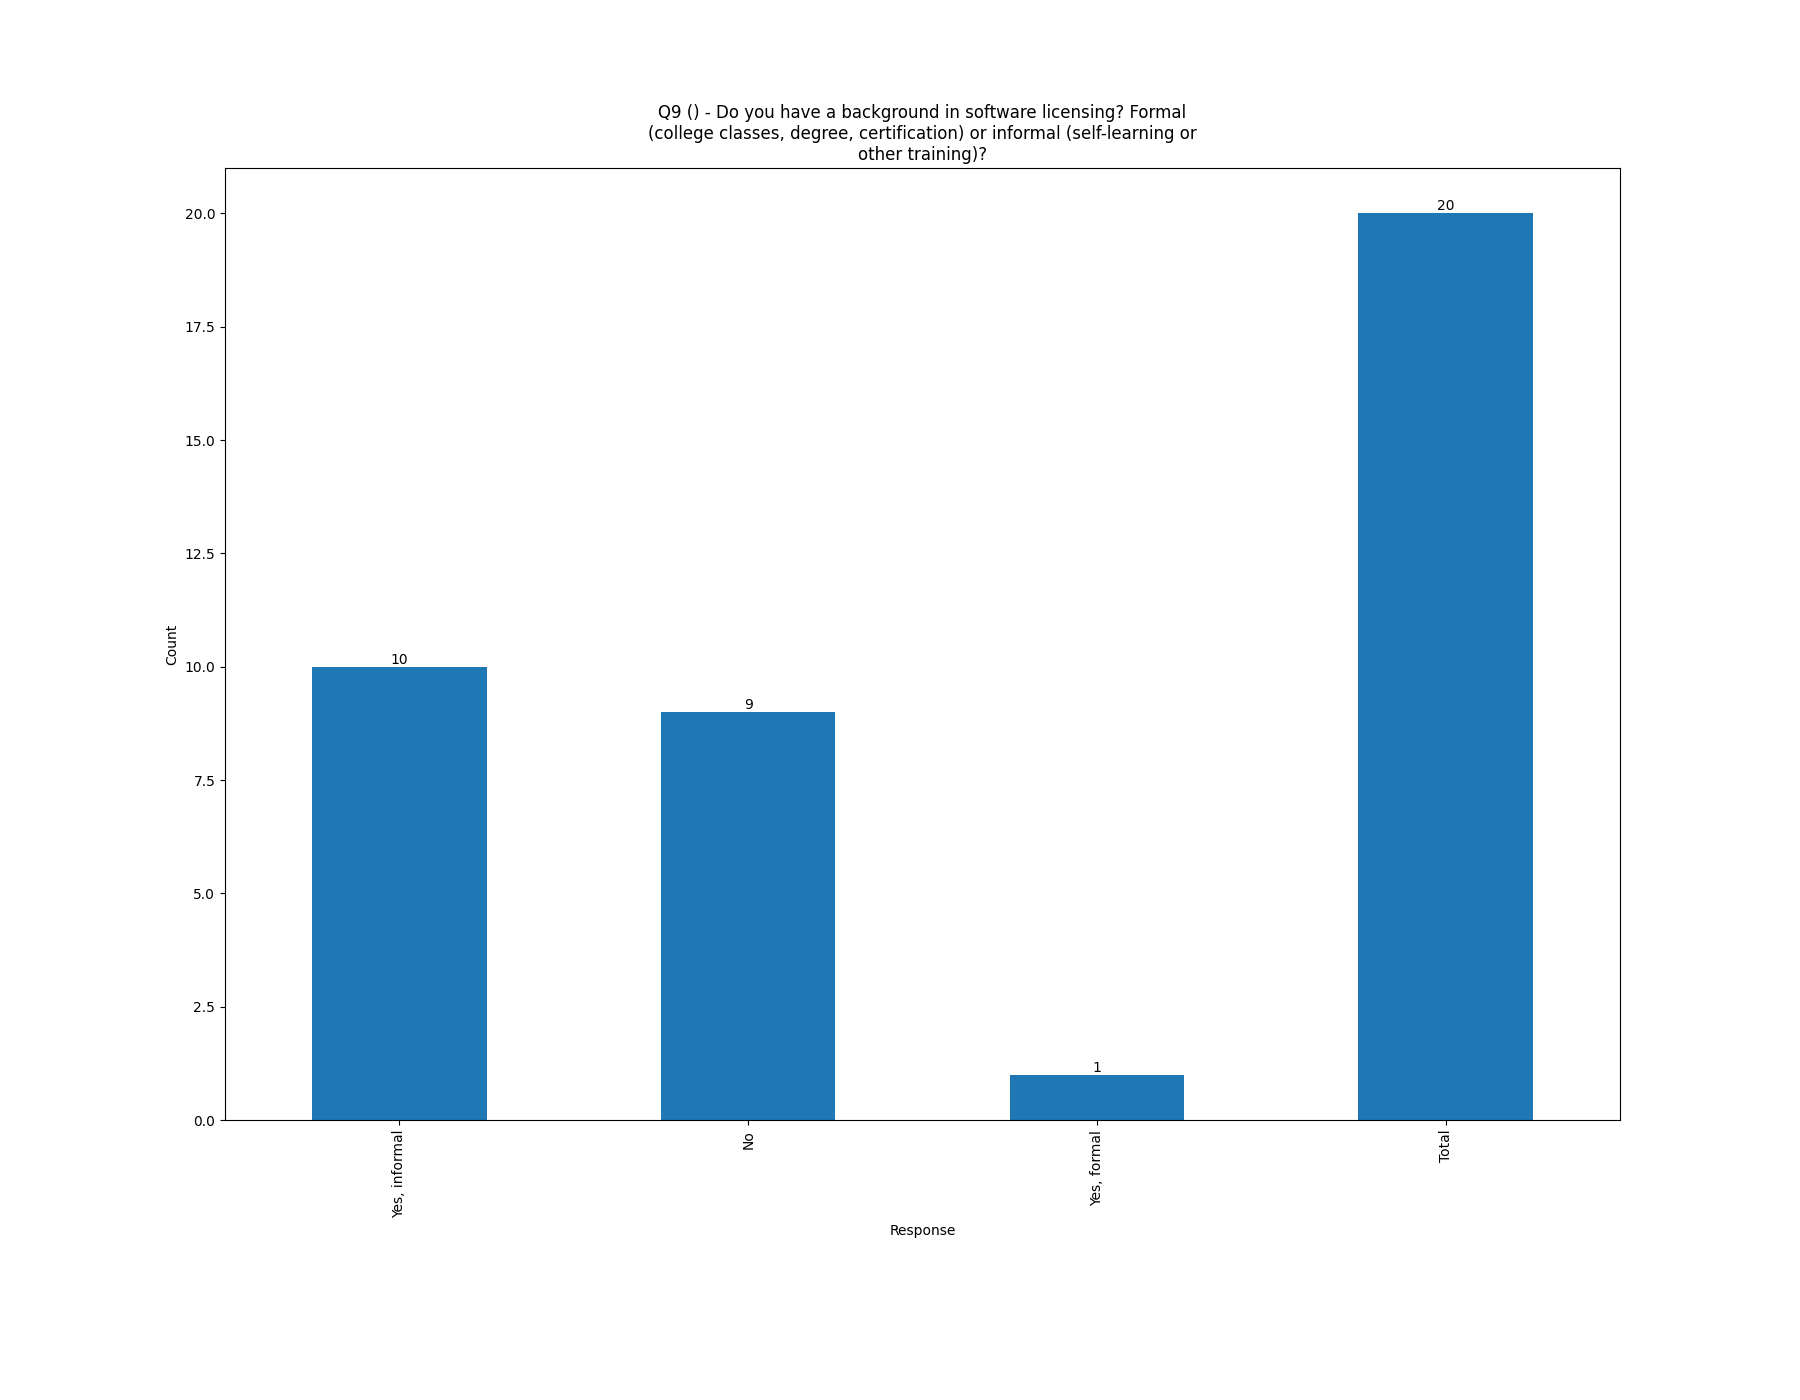 Q9 () - Do you have a background in software licensing? Formal
(college classes, degree, certification) or informal (self-learning or
other training)?
20
20.0
17.5
15.0
12.5
Count
10
10.0
9
7.5
5.0
2.5
1
0.0
Yes, informal
No
Yes, formal
Total
Response